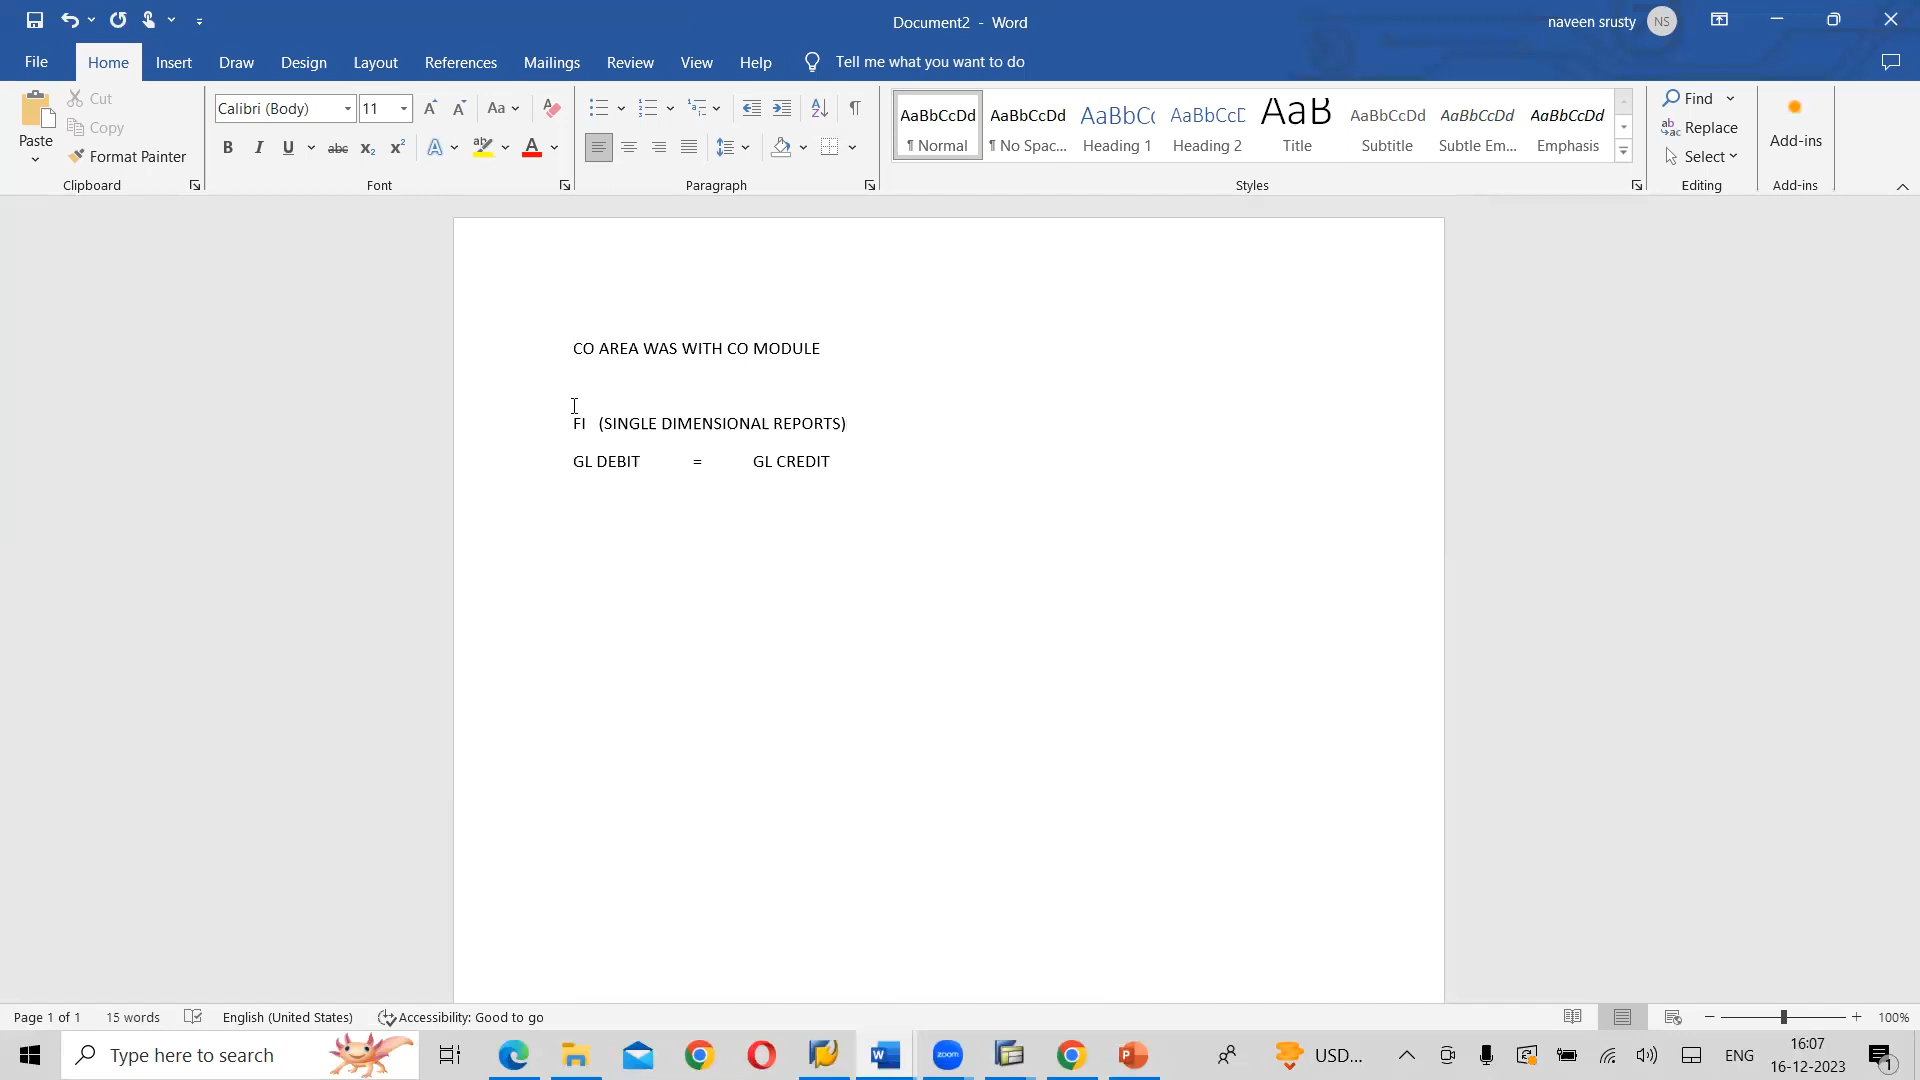 Document2 - Word
naveen srusty NS
File Home Insert Draw Design Layout References Mailings Review View Help Tell me what you want to do
Paste
Cut
Copy
Format Painter
Clipboard
Calibri (Body) 11
Font
Paragraph
AaBbCcDd AaBbCcDd AaBbCc AaBbCcD AaB AaBbCcDd AaBbCcDd AaBbCcDd
¶ Normal ¶ No Spac... Heading 1 Heading 2 Title Subtitle Subtle Em... Emphasis
Styles
Find
Replace
Select
Editing
Add-ins
Add-ins
CO AREA WAS WITH CO MODULE
FI (SINGLE DIMENSIONAL REPORTS)
GL DEBIT = GL CREDIT
Page 1 of 1 15 words English (United States) Accessibility: Good to go 100%
Type here to search
zoom
USD...
ENG
16:07
16-12-2023
1